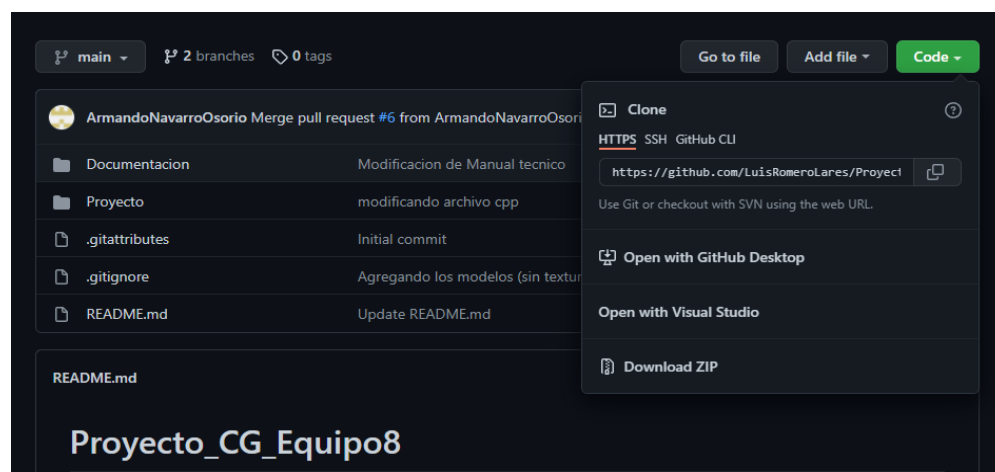 main 2 branches 0 tags Go to file Add file Code
ArmandoNavarroOsorio Merge pull request #6 from ArmandoNavarroOsori
Documentacion Modificacion de Manual tecnico
Proyecto modificando archivo cpp
.gitattributes Initial commit
.gitignore Agregando los modelos (sin textur
README.md Update README.md
README.md
Proyecto_CG_Equipo8
Clone
HTTPS SSH GitHub CLI
https://github.com/LuisRomeroLares/Proyect
Use Git or checkout with SVN using the web URL.
Open with GitHub Desktop
Open with Visual Studio
Download ZIP